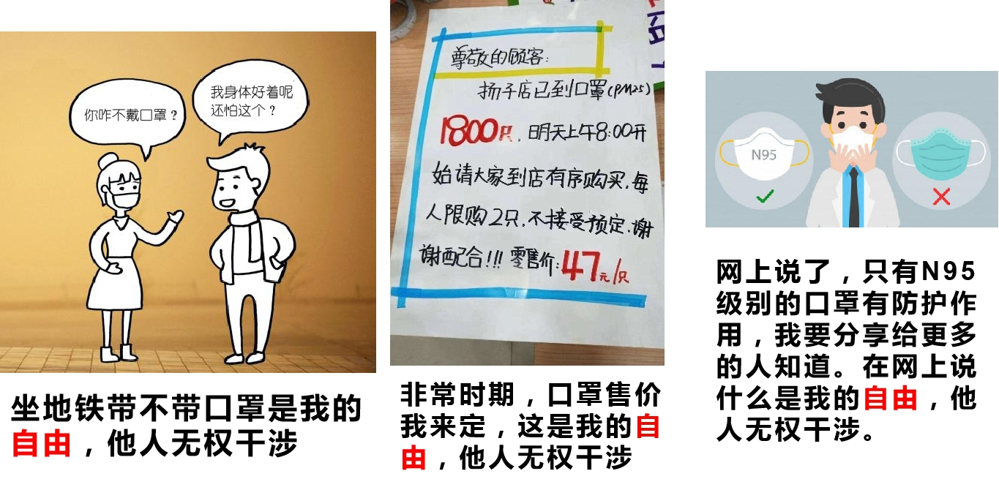 你咋不戴口罩？
我身体好着呢
还怕这个？
坐地铁带不带口罩是我的
自由，他人无权干涉
尊敬的顾客：
扬子店已到口罩(PM2.5)
1800只，明天上午8:00开
始请大家到店有序购买，每
人限购2只，不接受预定，谢
谢配合!!! 零售价:47元/只
非常时期，口罩售价
我来定，这是我的自
由，他人无权干涉
N95
网上说了，只有N95
级别的口罩有防护作
用，我要分享给更多
的人知道。在网上说
什么是我的自由，他
人无权干涉。